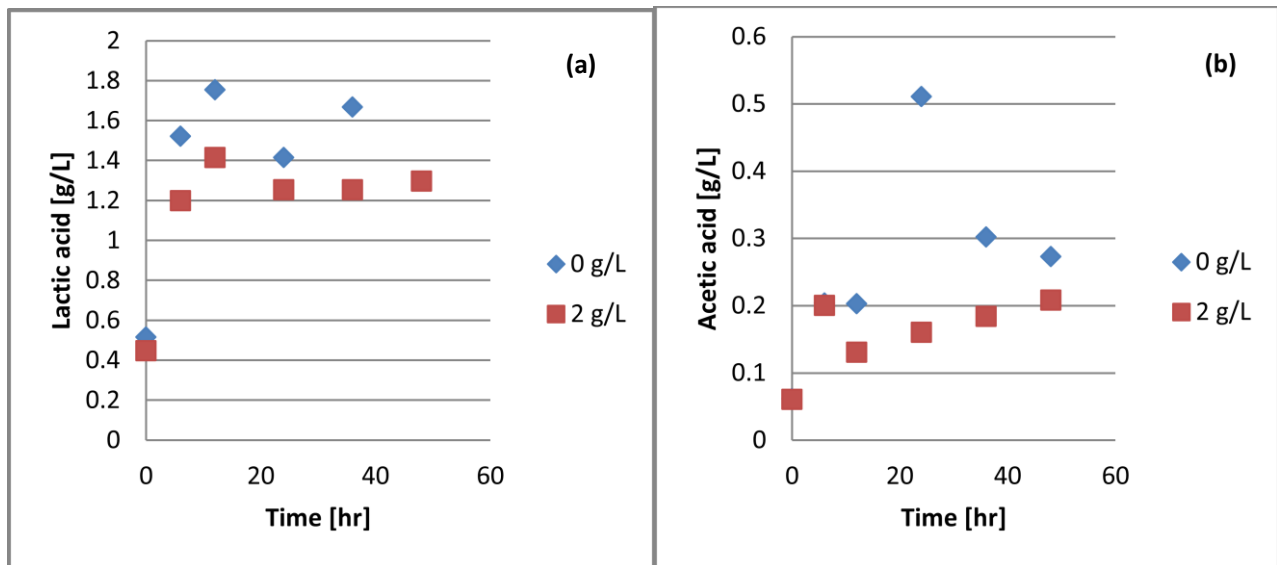 2
1.8
1.6
1.4
1.2
1
0.8
0.6
0.4
0.2
0
Lactic acid [g/L]
0 20 40 60
Time [hr]
(a)
0 g/L
2 g/L
0.6
0.5
0.4
0.3
0.2
0.1
0
Acetic acid [g/L]
0 20 40 60
Time [hr]
(b)
0 g/L
2 g/L